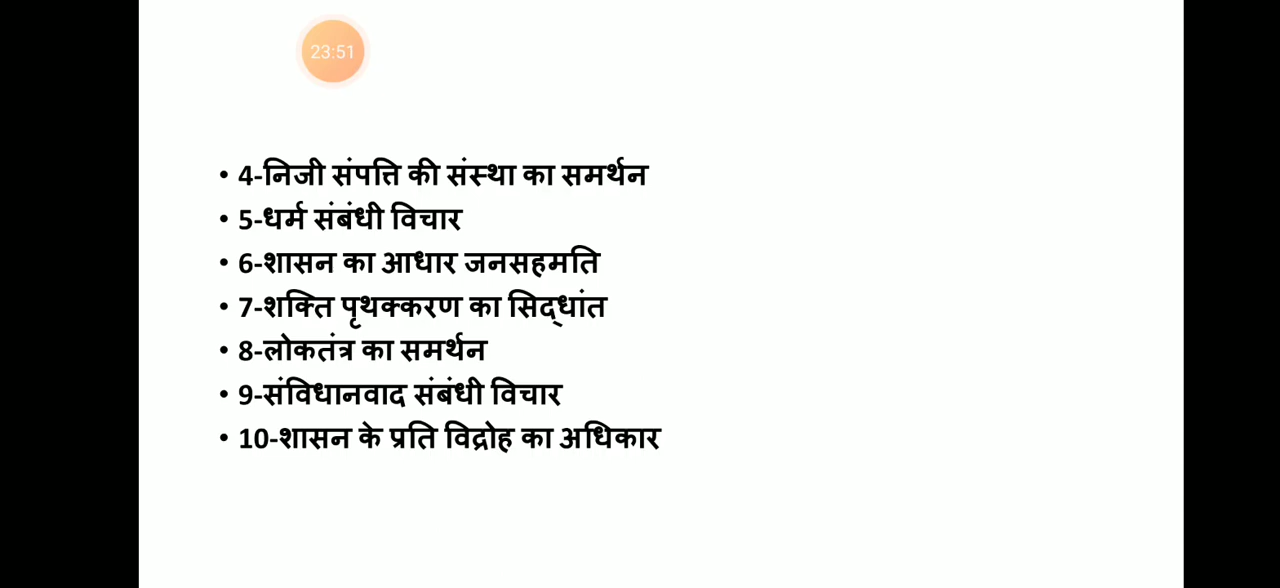 23:51
• 4-निजी संपत्ति की संस्था का समर्थन
• 5-धर्म संबंधी विचार
• 6-शासन का आधार जनसहमति
• 7-शक्ति पृथक्करण का सिद्धांत
• 8-लोकतंत्र का समर्थन
• 9-संविधानवाद संबंधी विचार
• 10-शासन के प्रति विद्रोह का अधिकार